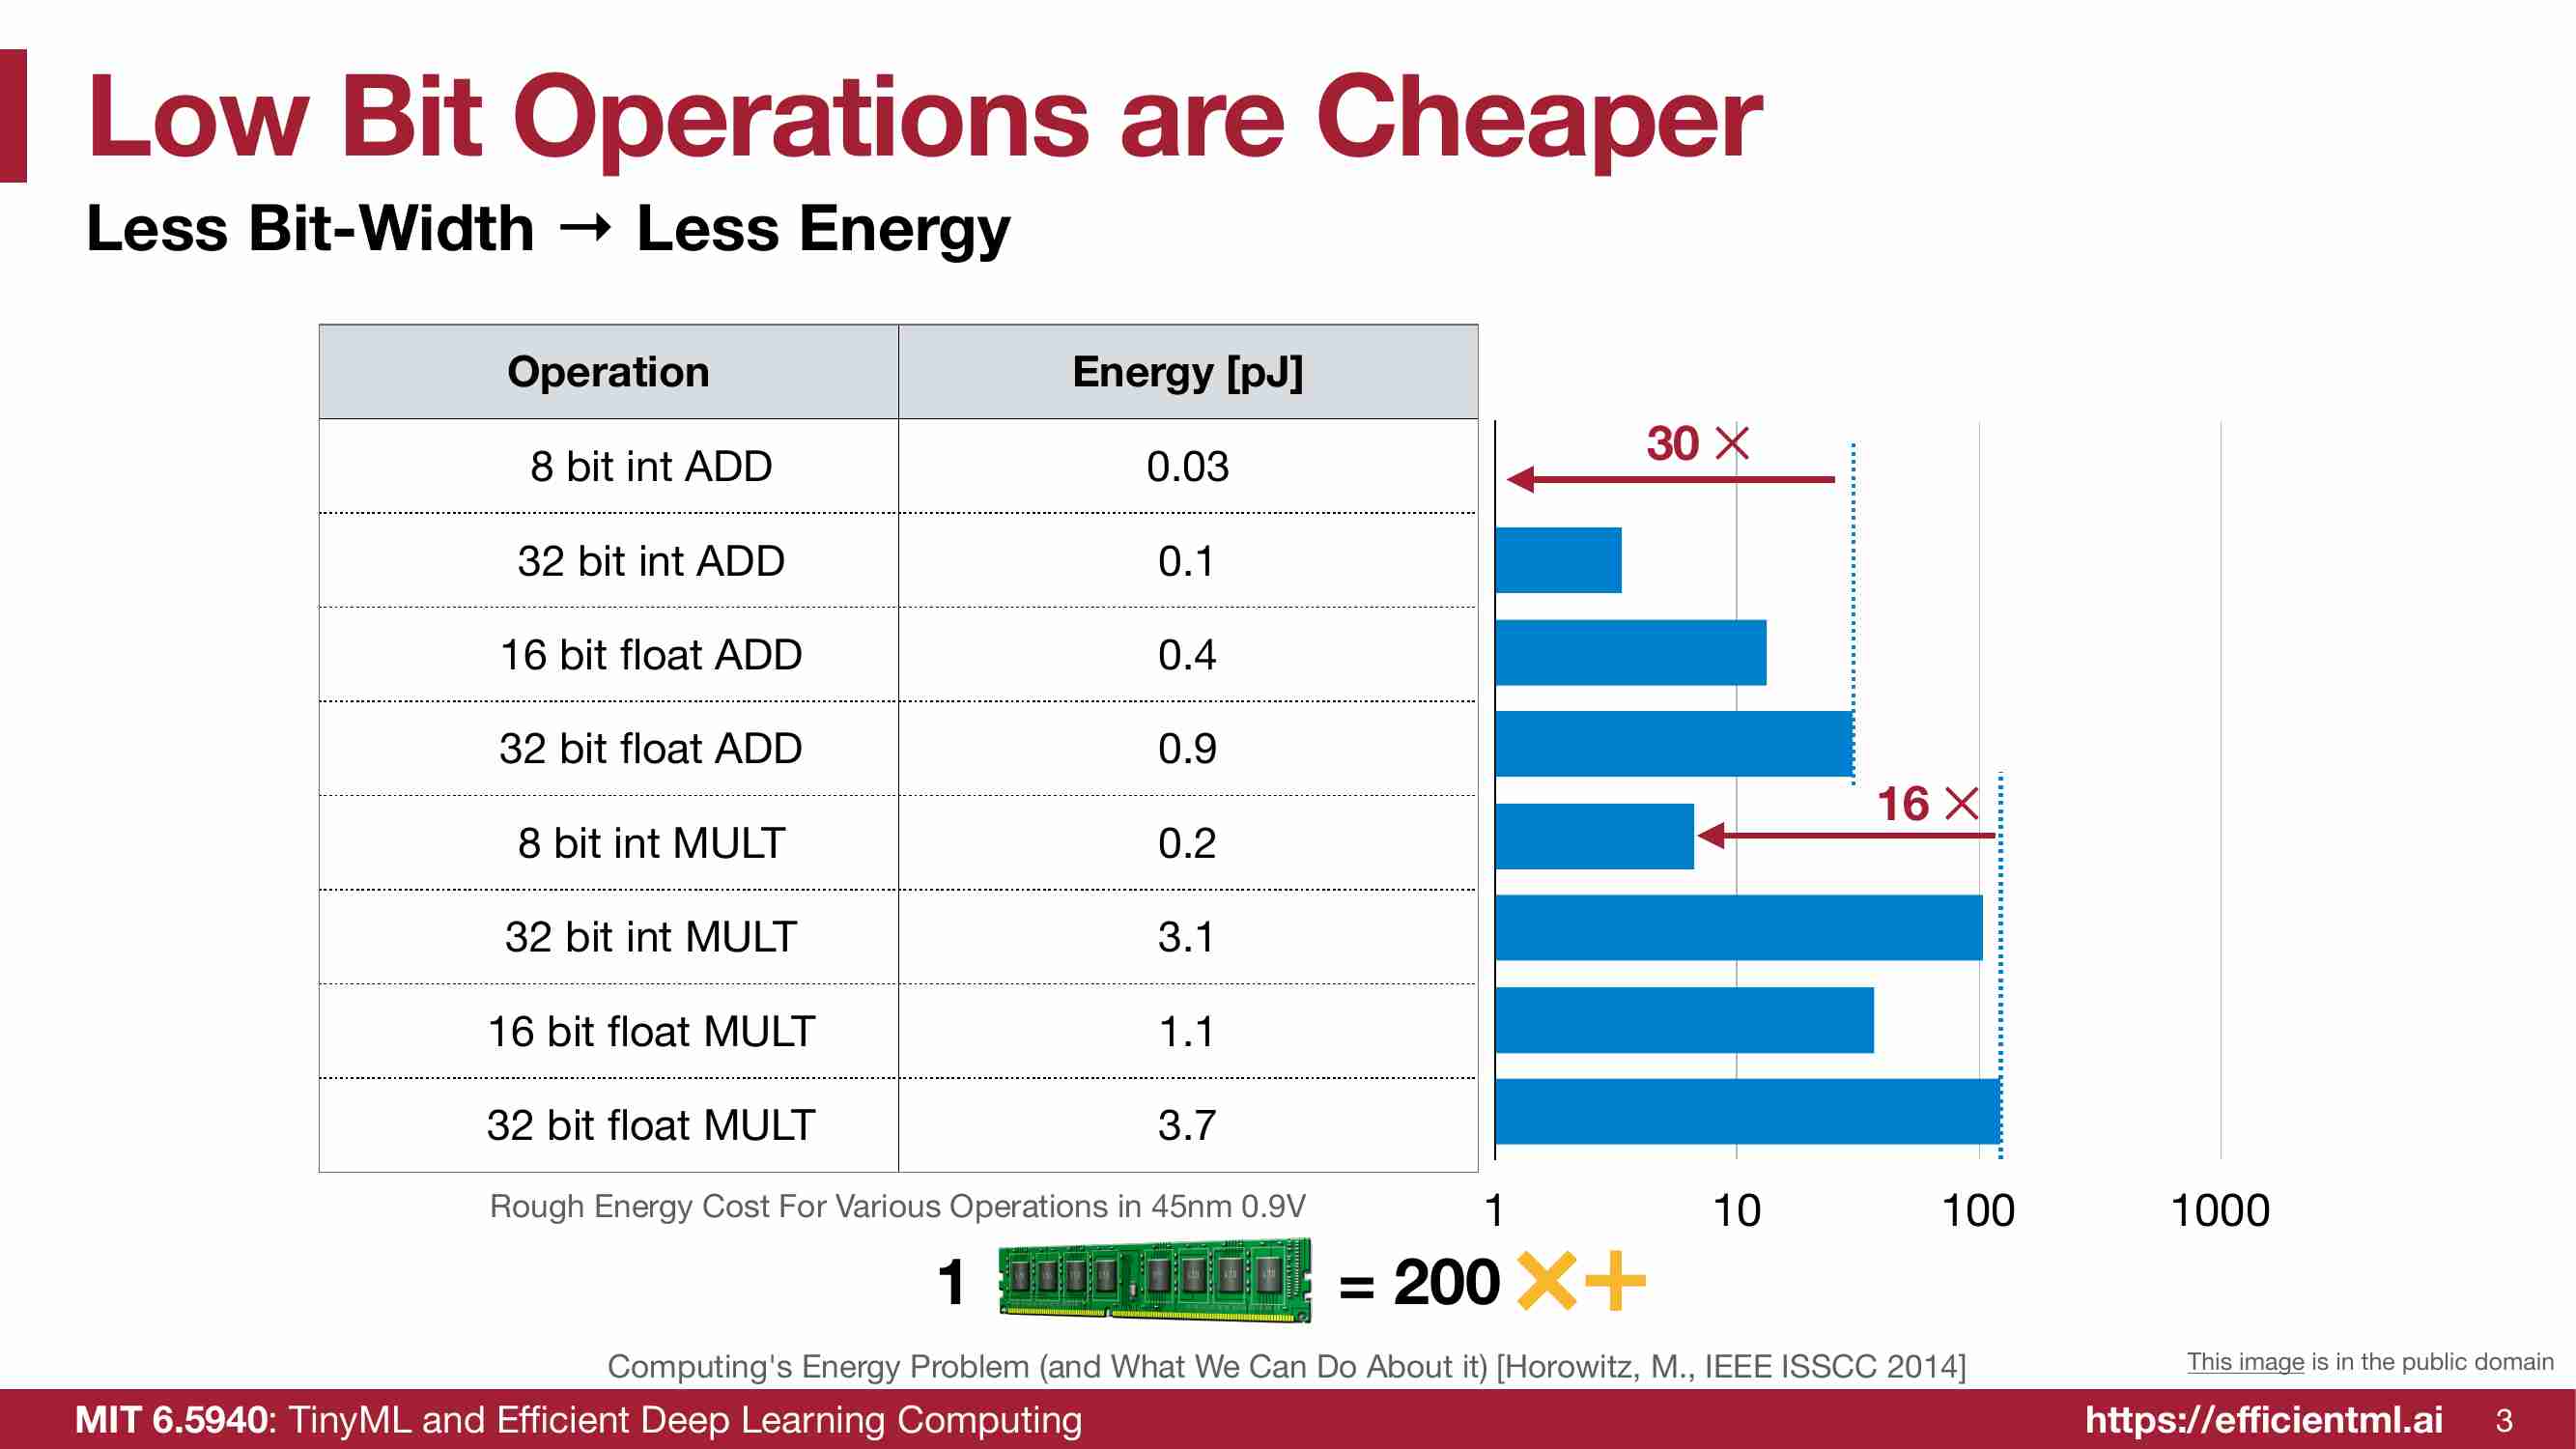 Low Bit Operations are Cheaper
Less Bit-Width → Less Energy
Operation Energy [pJ]
8 bit int ADD 0.03
32 bit int ADD 0.1
16 bit float ADD 0.4
32 bit float ADD 0.9
8 bit int MULT 0.2
32 bit int MULT 3.1
16 bit float MULT 1.1
32 bit float MULT 3.7
30 ×
16 ×
1 10 100 1000
Rough Energy Cost For Various Operations in 45nm 0.9V
1 = 200 ×+
Computing's Energy Problem (and What We Can Do About it) [Horowitz, M., IEEE ISSCC 2014]
This image is in the public domain
MIT 6.5940: TinyML and Efficient Deep Learning Computing
https://efficientml.ai 3